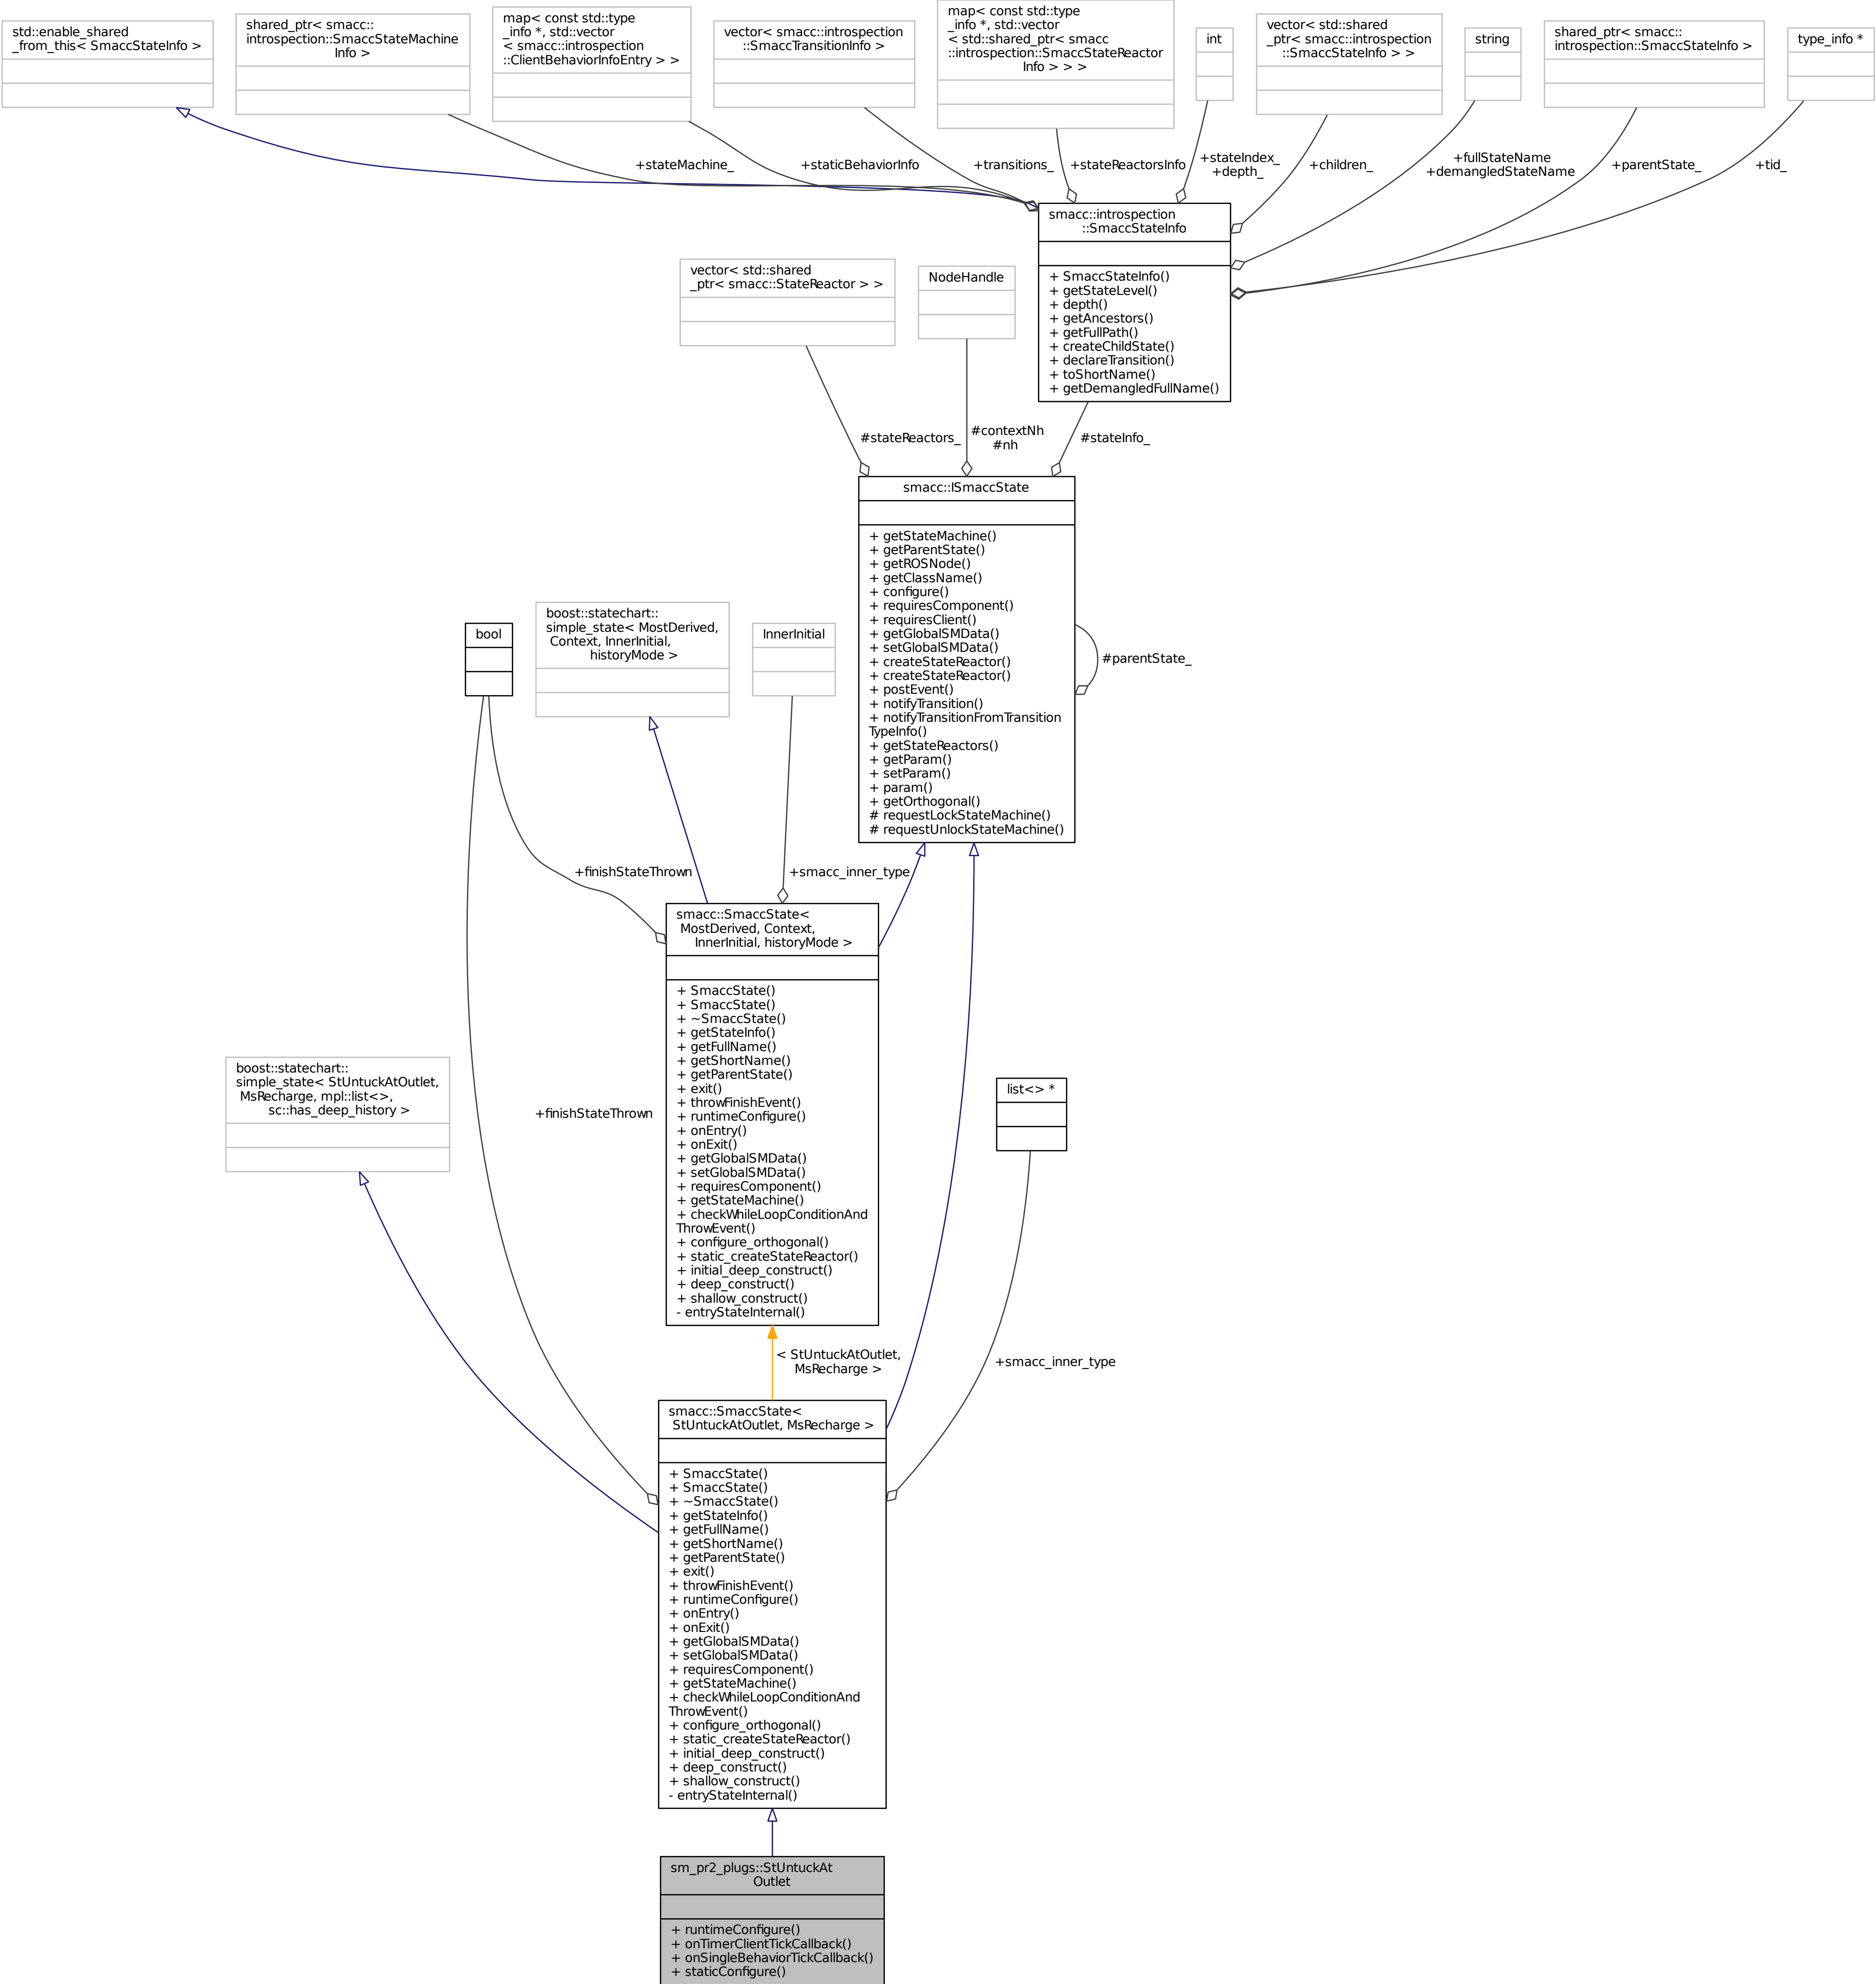 std::enable_shared
_from_this< SmaccStateInfo >
shared_ptr< smacc::
introspection::SmaccStateMachine
Info >
map< const std::type
_info *, std::vector
< smacc::introspection
::ClientBehaviorInfoEntry > >
vector< smacc::introspection
::SmaccTransitionInfo >
map< const std::type
_info *, std::vector
< std::shared_ptr< smacc
::introspection::SmaccStateReactor
Info > > >
int
vector< std::shared
_ptr< smacc::introspection
::SmaccStateInfo > >
string
shared_ptr< smacc::
introspection::SmaccStateInfo >
type_info *
+stateMachine_
+staticBehaviorInfo
+transitions_
+stateReactorsInfo
+stateIndex_
+depth_
+children_
+fullStateName
+demangledStateName
+parentState_
+tid_
smacc::introspection
::SmaccStateInfo
+ SmaccStateInfo()
+ getStateLevel()
+ depth()
+ getAncestors()
+ getFullPath()
+ createChildState()
+ declareTransition()
+ toShortName()
+ getDemangledFullName()
vector< std::shared
_ptr< smacc::StateReactor > >
NodeHandle
#stateReactors_
#contextNh
#nh
#stateInfo_
smacc::ISmaccState
+ getStateMachine()
+ getParentState()
+ getROSNode()
+ getClassName()
+ configure()
+ requiresComponent()
+ requiresClient()
+ getGlobalSMData()
+ setGlobalSMData()
+ createStateReactor()
+ createStateReactor()
+ postEvent()
+ notifyTransition()
+ notifyTransitionFromTransition
TypeInfo()
+ getStateReactors()
+ getParam()
+ setParam()
+ param()
+ getOrthogonal()
# requestLockStateMachine()
# requestUnlockStateMachine()
#parentState_
bool
boost::statechart::
simple_state< MostDerived,
Context, InnerInitial,
historyMode >
InnerInitial
+finishStateThrown
+smacc_inner_type
smacc::SmaccState<
MostDerived, Context,
InnerInitial, historyMode >
+ SmaccState()
+ SmaccState()
+ ~SmaccState()
+ getStateInfo()
+ getFullName()
+ getShortName()
+ getParentState()
+ exit()
+ throwFinishEvent()
+ runtimeConfigure()
+ onEntry()
+ onExit()
+ getGlobalSMData()
+ setGlobalSMData()
+ requiresComponent()
+ getStateMachine()
+ checkWhileLoopConditionAnd
ThrowEvent()
+ configure_orthogonal()
+ static_createStateReactor()
+ initial_deep_construct()
+ deep_construct()
+ shallow_construct()
- entryStateInternal()
boost::statechart::
simple_state< StUntuckAtOutlet,
MsRecharge, mpl::list<>,
sc::has_deep_history >
+finishStateThrown
list<> *
< StUntuckAtOutlet,
MsRecharge >
+smacc_inner_type
smacc::SmaccState<
StUntuckAtOutlet, MsRecharge >
+ SmaccState()
+ SmaccState()
+ ~SmaccState()
+ getStateInfo()
+ getFullName()
+ getShortName()
+ getParentState()
+ exit()
+ throwFinishEvent()
+ runtimeConfigure()
+ onEntry()
+ onExit()
+ getGlobalSMData()
+ setGlobalSMData()
+ requiresComponent()
+ getStateMachine()
+ checkWhileLoopConditionAnd
ThrowEvent()
+ configure_orthogonal()
+ static_createStateReactor()
+ initial_deep_construct()
+ deep_construct()
+ shallow_construct()
- entryStateInternal()
sm_pr2_plugs::StUntuckAt
Outlet
+ runtimeConfigure()
+ onTimerClientTickCallback()
+ onSingleBehaviorTickCallback()
+ staticConfigure()